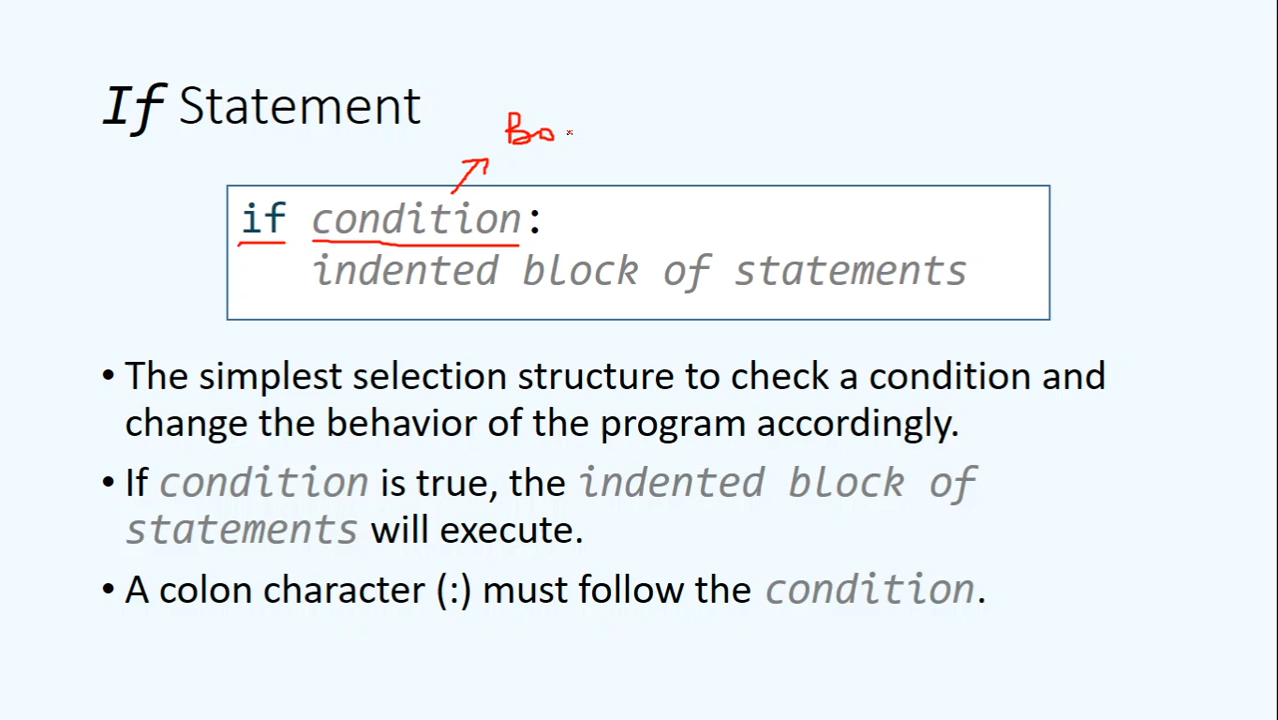 If Statement
Bo
if condition:
indented block of statements
• The simplest selection structure to check a condition and
change the behavior of the program accordingly.
• If condition is true, the indented block of
statements will execute.
• A colon character (:) must follow the condition.